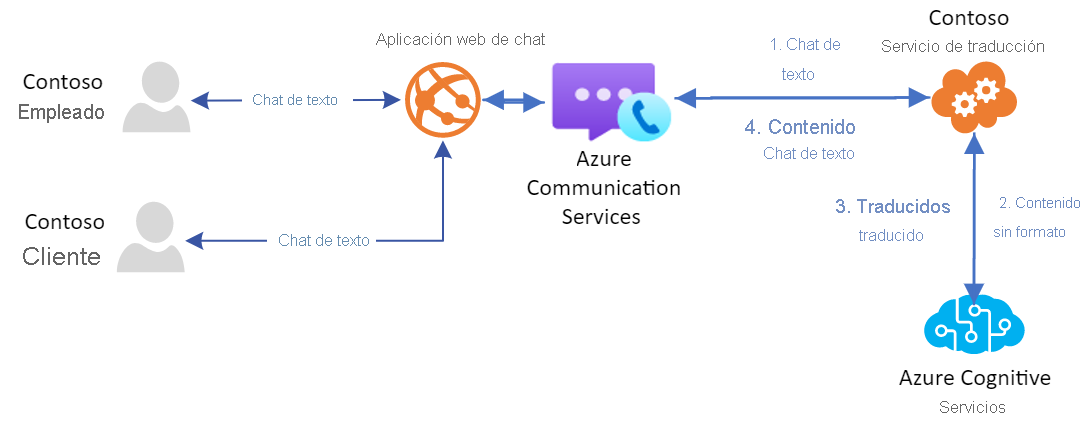 Contoso
Empleado
Chat de texto
Aplicación web de chat
Azure
Communication
Services
1. Chat de
texto
4. Contenido
Chat de texto
Contoso
Servicio de traducción
Contoso
Cliente
Chat de texto
3. Traducidos
traducido
2. Contenido
sin formato
Azure Cognitive
Servicios